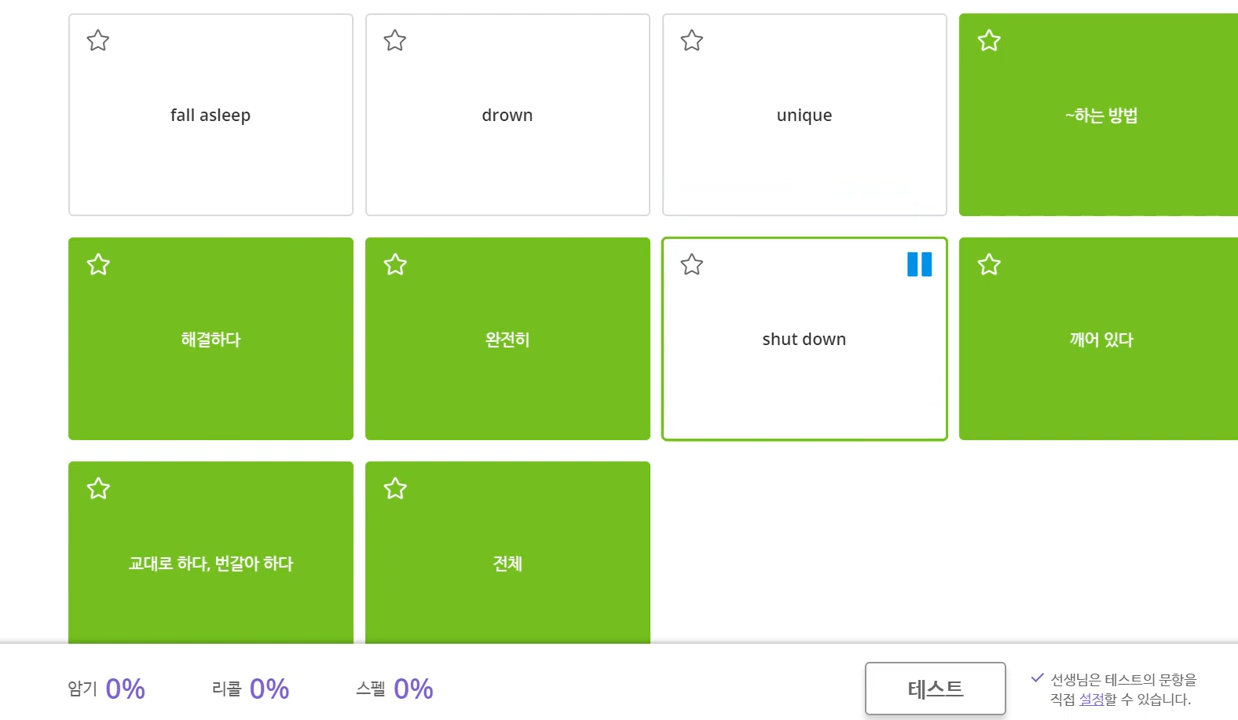 fall asleep
drown
unique
~하는 방법
해결하다
완전히
shut down
깨어 있다
교대로 하다, 번갈아 하다
전체
암기 0%
리콜 0%
스펠 0%
테스트
선생님은 테스트의 문항을
직접 설정할 수 있습니다.